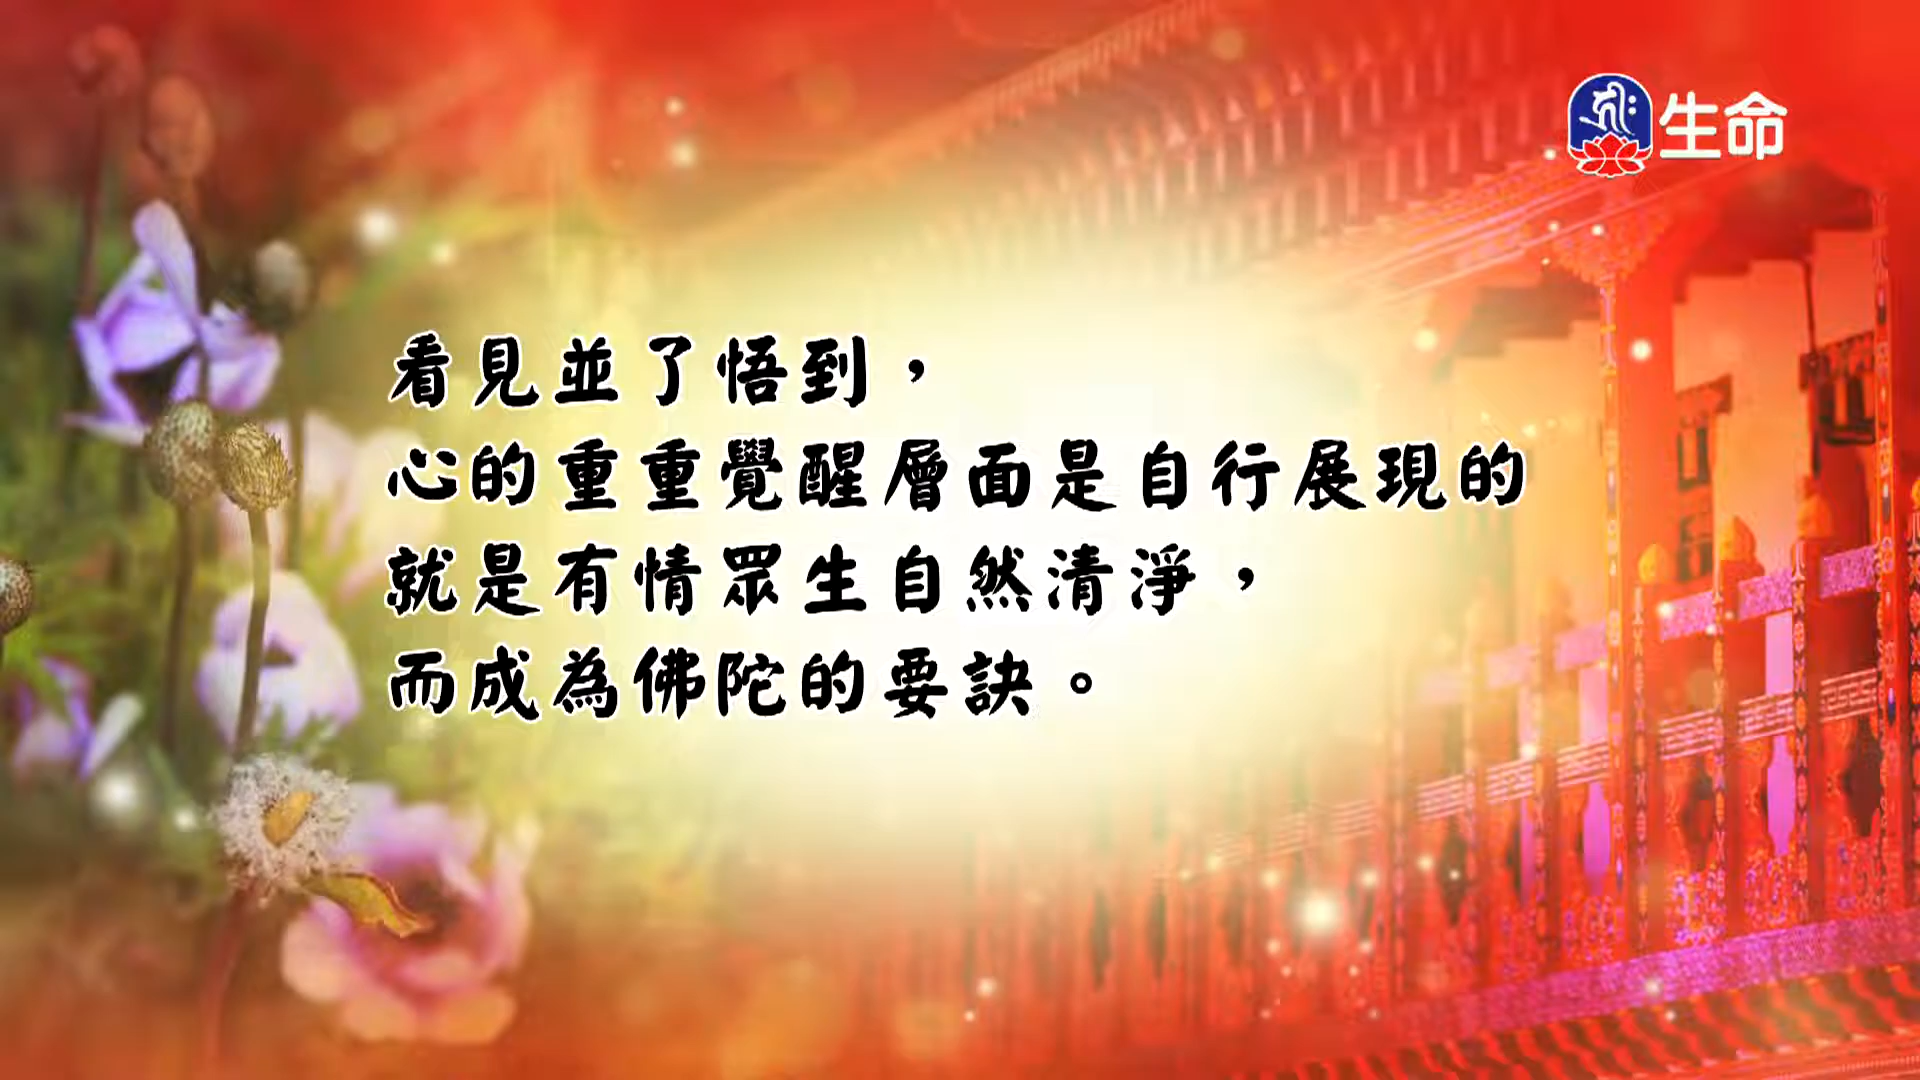 生命
看見並了悟到，
心的重重覺醒層面是自行展現的
就是有情眾生自然清淨，
而成為佛陀的要訣。